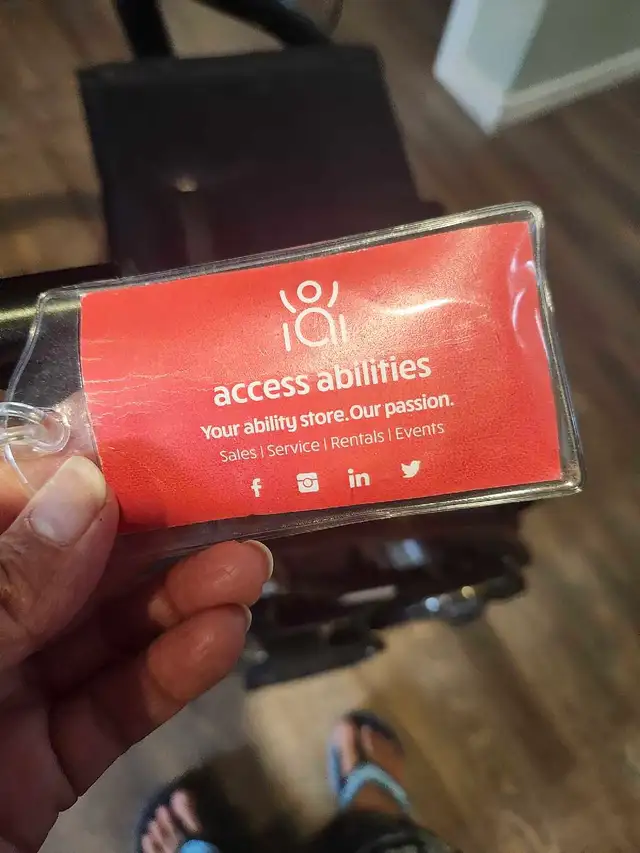 access abilities
Your ability store. Our passion.
Sales | Service | Rentals | Events